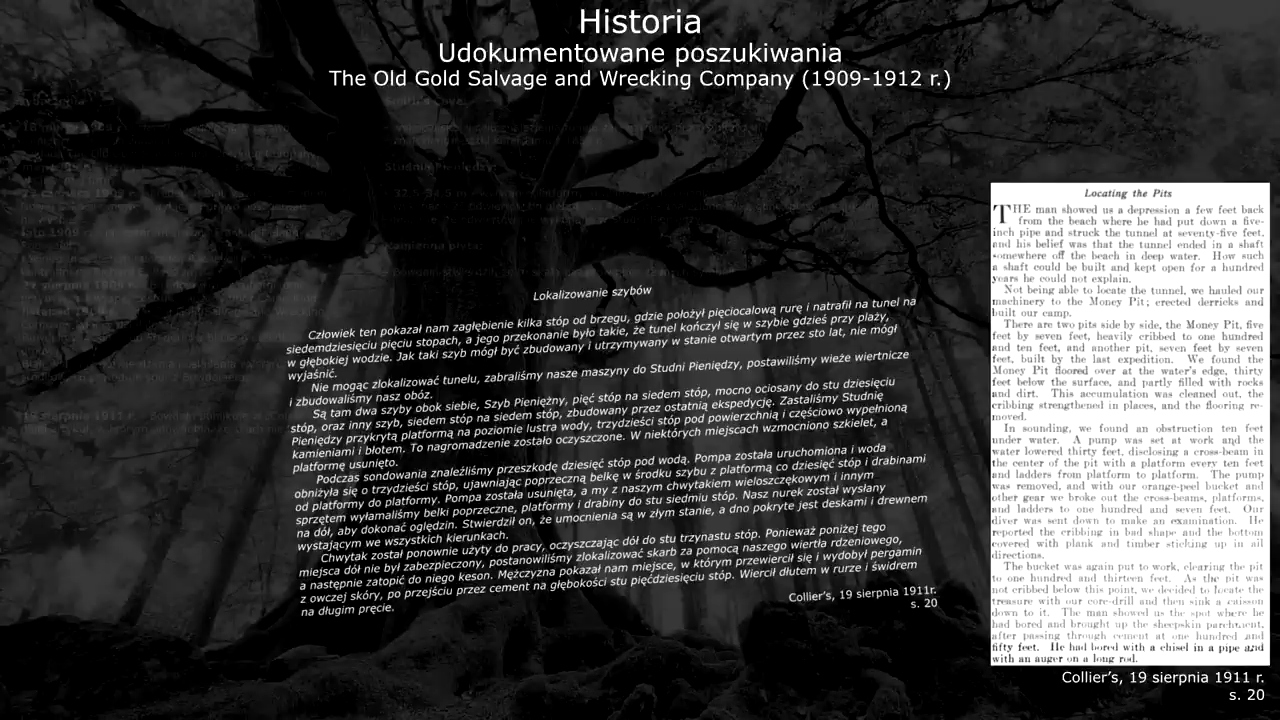 Historia
Udokumentowane poszukiwania
The Old Gold Salvage and Wrecking Company (1909-1912 r.)
Lokalizowanie szybów
Człowiek ten pokazał nam zagłębienie kilka stóp od brzegu, gdzie położył pięciocalową rurę i natrafił na tunel na
siedemdziesięciu pięciu stopach, a jego przekonanie było takie, że tunel kończył się w szybie gdzieś przy plaży,
w głębokiej wodzie. Jak taki szyb mógł być zbudowany i utrzymywany w stanie otwartym przez sto lat, nie mógł
wyjaśnić.
Nie mogąc zlokalizować tunelu, zabraliśmy nasze maszyny do Studni Pieniędzy, postawiliśmy wieże wiertnicze
i zbudowaliśmy nasz obóz.
Są tam dwa szyby obok siebie, Szyb Pieniężny, pięć stóp na siedem stóp, mocno ociosany do stu dziesięciu
stóp, oraz inny szyb, siedem stóp na siedem stóp, zbudowany przez ostatnią ekspedycję. Zastaliśmy Studnię
Pieniędzy przykrytą platformą na poziomie lustra wody, trzydzieści stóp pod powierzchnią i częściowo wypełnioną
kamieniami i błotem. To nagromadzenie zostało oczyszczone. W niektórych miejscach wzmocniono szkielet, a
platformę usunięto.
Podczas sondowania znaleźliśmy przeszkodę dziesięć stóp pod wodą. Pompa została uruchomiona i woda
obniżyła się o trzydzieści stóp, ujawniając poprzeczną belkę w środku szybu z platformą co dziesięć stóp i drabinami
od platformy do platformy. Pompa została usunięta, a my z naszym chwytakiem wieloszczękowym i innym
sprzętem wyłamaliśmy belki poprzeczne, platformy i drabiny do stu siedmiu stóp. Nasz nurek został wysłany
na dół, aby dokonać oględzin. Stwierdził on, że umocnienia są w złym stanie, a dno pokryte jest deskami i drewnem
wystającym we wszystkich kierunkach.
Chwytak został ponownie użyty do pracy, oczyszczając dół do stu trzynastu stóp. Ponieważ poniżej tego
miejsca dół nie był zabezpieczony, postanowiliśmy zlokalizować skarb za pomocą naszego wiertła rdzeniowego,
a następnie zatopić do niego keson. Mężczyzna pokazał nam miejsce, w którym przewiercił się i wydobył pergamin
z owczej skóry, po przejściu przez cement na głębokości stu pięćdziesięciu stóp. Wiercił dłutem w rurze i świdrem
na długim pręcie.
Collier's, 19 sierpnia 1911r.
s. 20
Locating the Pits
THE man showed us a depression a few feet back
from the beach where he had put down a five-
inch pipe and struck the tunnel at seventy-five feet,
and his belief was that the tunnel ended in a shaft
somewhere off the beach in deep water. How such
a shaft could be built and kept open for a hundred
years he could not explain.
Not being able to locate the tunnel, we hauled our
machinery to the Money Pit; erected derricks and
built our camp.
There are two pits side by side, the Money Pit, five
feet by seven feet, heavily cribbed to one hundred
and ten feet, and another pit, seven feet by seven
feet, built by the last expedition. We found the
Money Pit floored over at the water's edge, thirty
feet below the surface, and partly filled with rocks
and dirt. This accumulation was cleaned out, the
cribbing strengthened in places, and the flooring re-
moved.
In sounding, we found an obstruction ten feet
under water. A pump was set at work and the
water lowered thirty feet, disclosing a cross-beam in
the center of the pit with a platform every ten feet
and ladders from platform to platform. The pump
was removed, and with our orange-peel bucket and
other gear we broke out the cross-beams, platforms,
and ladders to one hundred and seven feet. Our
diver was sent down to make an examination. He
reported the cribbing in bad shape and the bottom
covered with plank and timber sticking up in all
directions.
The bucket was again put to work, clearing the pit
to one hundred and thirteen feet. As the pit was
not cribbed below this point, we decided to locate the
treasure with our core-drill and then sink a caisson
down to it. The man showed us the spot where he
had bored and brought up the sheepskin parchment,
after passing through cement at one hundred and
fifty feet. He had bored with a chisel in a pipe and
with an auger on a long rod.
Collier's, 19 sierpnia 1911 r.
s. 20